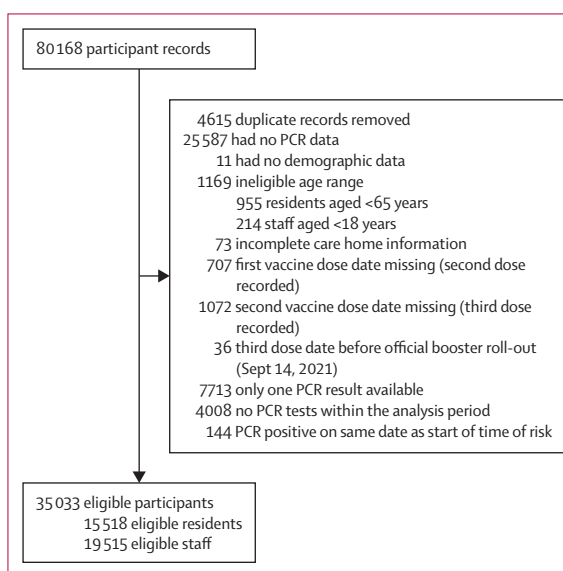 80168 participant records
4615 duplicate records removed
25587 had no PCR data
11 had no demographic data
1169 ineligible age range
955 residents aged <65 years
214 staff aged <18 years
73 incomplete care home information
707 first vaccine dose date missing (second dose
recorded)
1072 second vaccine dose date missing (third dose
recorded)
36 third dose date before official booster roll-out
(Sept 14, 2021)
7713 only one PCR result available
4008 no PCR tests within the analysis period
144 PCR positive on same date as start of time of risk
35033 eligible participants
15518 eligible residents
19515 eligible staff